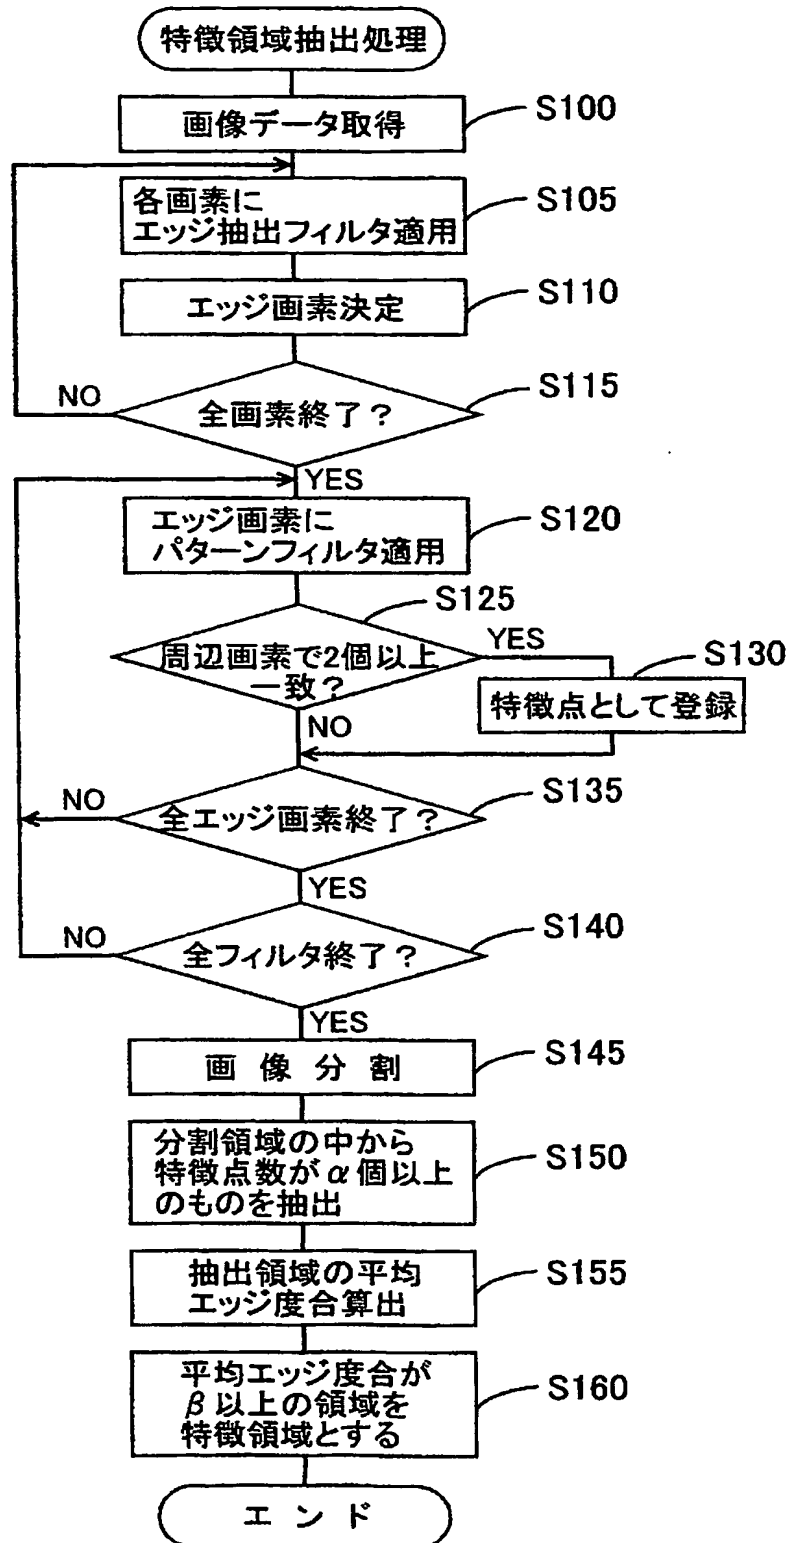 特徴領域抽出処理
画像データ取得
S100
各画素に
エッジ抽出フィルタ適用
S105
エッジ画素決定
S110
全画素終了？
S115
NO
YES
エッジ画素に
パターンフィルタ適用
S120
周辺画素で2個以上
一致？
S125
YES
NO
特徴点として登録
S130
全エッジ画素終了？
S135
NO
YES
全フィルタ終了？
S140
NO
YES
画 像 分 割
S145
分割領域の中から
特徴点数がα個以上
のものを抽出
S150
抽出領域の平均
エッジ度合算出
S155
平均エッジ度合が
β以上の領域を
特徴領域とする
S160
エ ン ド